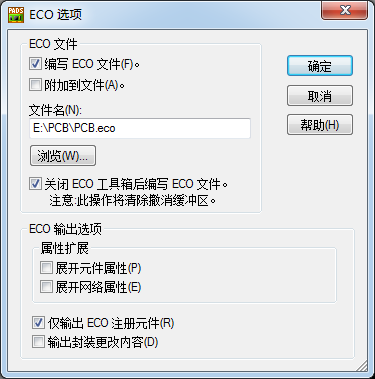 PADS
ECO 选项
ECO 文件
编写 ECO 文件(F)。
确定
附加到文件(A)。
取消
文件名(N):
帮助(H)
E:\PCB\PCB.eco
浏览(W)...
关闭 ECO 工具箱后编写 ECO 文件。
注意:此操作将清除撤消缓冲区。
ECO 输出选项
属性扩展
展开元件属性(P)
展开网络属性(E)
仅输出 ECO 注册元件(R)
输出封装更改内容(D)